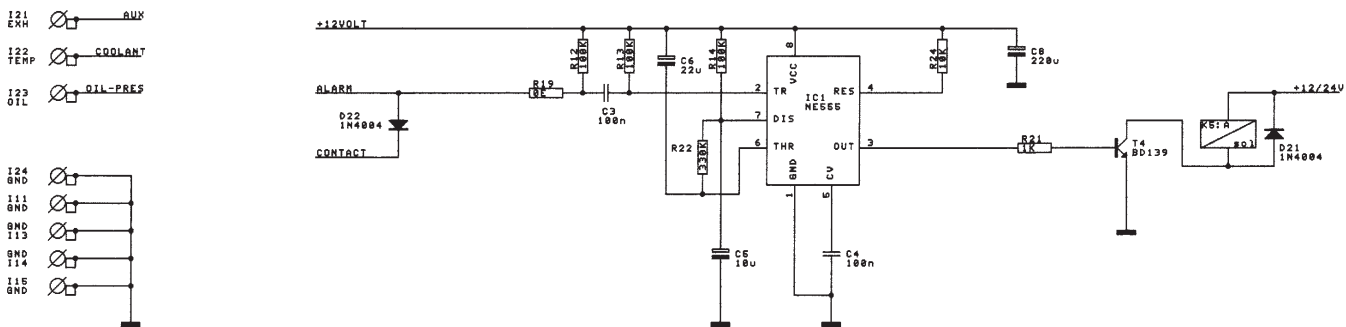 I21
EXH
AUX
I22
TEMP
COOLANT
I23
OIL
OIL-PRES
I24
GND
I11
GND
GND
I13
GND
I14
I15
GND
+12VOLT
ALARM
D22
1N4004
CONTACT
R19
0E
R12
100K
R13
100K
C3
100n
C6
22u
R14
100K
R22
330K
C5
10u
8
VCC
2
TR
IC1
NE555
RES
4
7
DIS
6
THR
OUT
3
GND
CV
1
5
C4
100n
R24
10K
C8
220u
R21
1K
T4
BD139
K5:A
sol
+12/24V
D21
1N4004